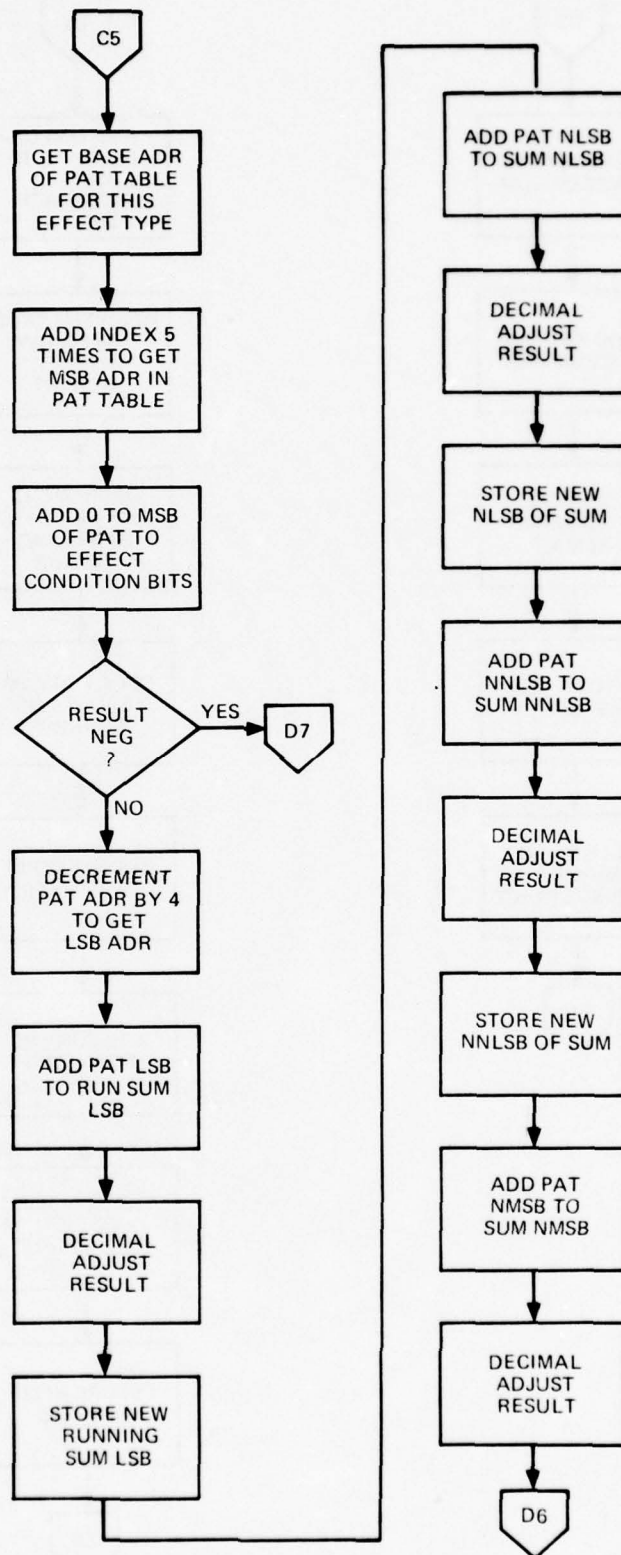 C5
GET BASE ADR
OF PAT TABLE
FOR THIS
EFFECT TYPE
ADD INDEX 5
TIMES TO GET
MSB ADR IN
PAT TABLE
ADD 0 TO MSB
OF PAT TO
EFFECT
CONDITION BITS
RESULT
NEG
?
YES
D7
NO
DECREMENT
PAT ADR BY 4
TO GET
LSB ADR
ADD PAT LSB
TO RUN SUM
LSB
DECIMAL
ADJUST
RESULT
STORE NEW
RUNNING
SUM LSB
ADD PAT NLSB
TO SUM NLSB
DECIMAL
ADJUST
RESULT
STORE NEW
NLSB OF SUM
ADD PAT
NNLSB TO
SUM NNLSB
DECIMAL
ADJUST
RESULT
STORE NEW
NNLSB OF SUM
ADD PAT
NMSB TO
SUM NMSB
DECIMAL
ADJUST
RESULT
D6